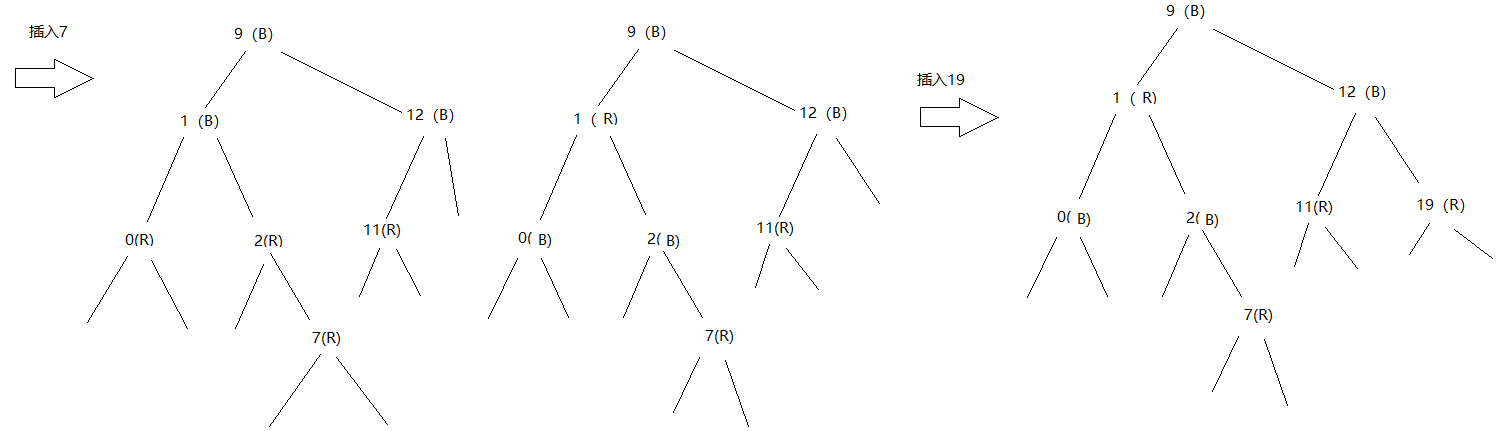 插入7
9（B）
1（B）
12（B）
0(R)
2(R)
11(R)
7(R)
9（B）
1（ R)
12（B）
0( B)
2( B)
11(R)
7(R)
插入19
9（B）
1（ R)
12（B）
0( B)
2( B)
11(R)
19（R）
7(R)